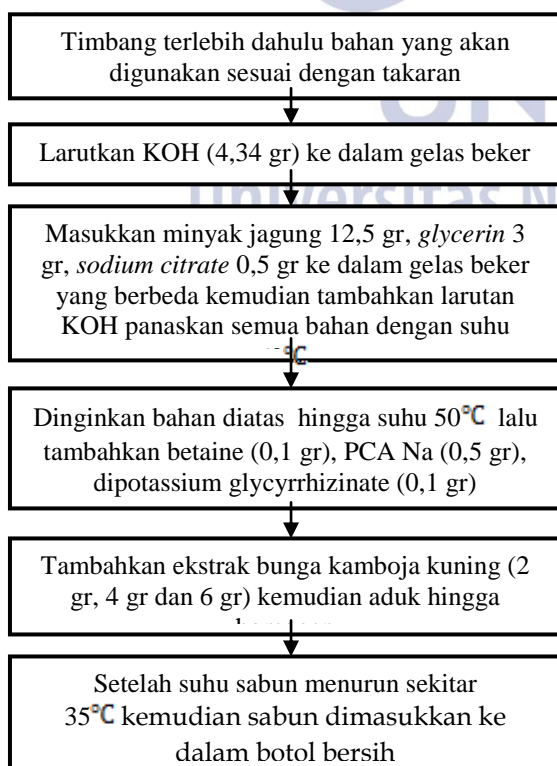 Timbang terlebih dahulu bahan yang akan
digunakan sesuai dengan takaran
Larutkan KOH (4,34 gr) ke dalam gelas beker
Masukkan minyak jagung 12,5 gr, glycerin 3
gr, sodium citrate 0,5 gr ke dalam gelas beker
yang berbeda kemudian tambahkan larutan
KOH panaskan semua bahan dengan suhu
℃
Dinginkan bahan diatas hingga suhu 50℃ lalu
tambahkan betaine (0,1 gr), PCA Na (0,5 gr),
dipotassium glycyrrhizinate (0,1 gr)
Tambahkan ekstrak bunga kamboja kuning (2
gr, 4 gr dan 6 gr) kemudian aduk hingga
Setelah suhu sabun menurun sekitar
35℃ kemudian sabun dimasukkan ke
dalam botol bersih